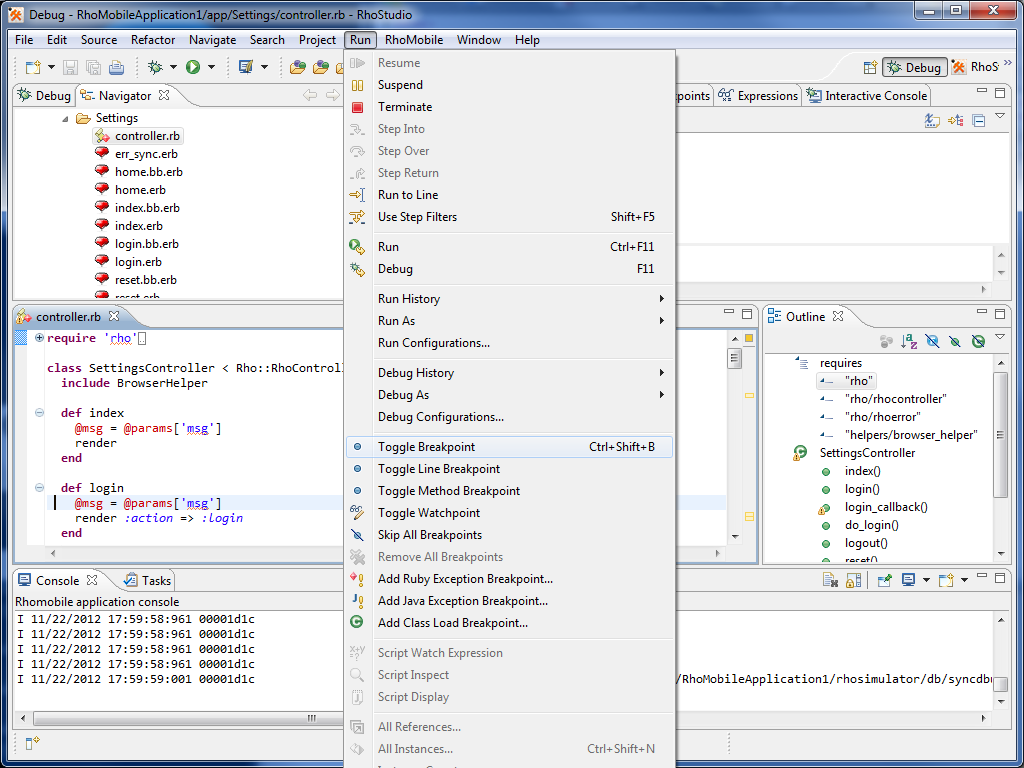 Debug - RhoMobileApplication1/app/Settings/controller.rb - RhoStudio
File Edit Source Refactor Navigate Search Project Run RhoMobile Window Help
Debug RhoS
Debug Navigator
Settings
controller.rb
err_sync.erb
home.bb.erb
home.erb
index.bb.erb
index.erb
login.bb.erb
login.erb
reset.bb.erb
reset.erb
Resume
Suspend
Terminate
Step Into
Step Over
Step Return
Run to Line
Use Step Filters Shift+F5
Run Ctrl+F11
Debug F11
Run History
Run As
Run Configurations...
Debug History
Debug As
Debug Configurations...
Toggle Breakpoint Ctrl+Shift+B
Toggle Line Breakpoint
Toggle Method Breakpoint
Toggle Watchpoint
Skip All Breakpoints
Remove All Breakpoints
Add Ruby Exception Breakpoint...
Add Java Exception Breakpoint...
Add Class Load Breakpoint...
Script Watch Expression
Script Inspect
Script Display
All References...
All Instances... Ctrl+Shift+N
points Expressions Interactive Console
controller.rb
require 'rho'
class SettingsController < Rho::RhoControl
include BrowserHelper
def index
@msg = @params['msg']
render
end
def login
@msg = @params['msg']
render :action => :login
end
Outline
requires
"rho"
"rho/rhocontroller"
"rho/rhoerror"
"helpers/browser_helper"
SettingsController
index()
login()
login_callback()
do_login()
logout()
reset()
Console Tasks
Rhomobile application console
I 11/22/2012 17:59:58:961 00001d1c
I 11/22/2012 17:59:58:961 00001d1c
I 11/22/2012 17:59:58:961 00001d1c
I 11/22/2012 17:59:58:961 00001d1c
I 11/22/2012 17:59:59:001 00001d1c
/RhoMobileApplication1/rhosimulator/db/syncdb